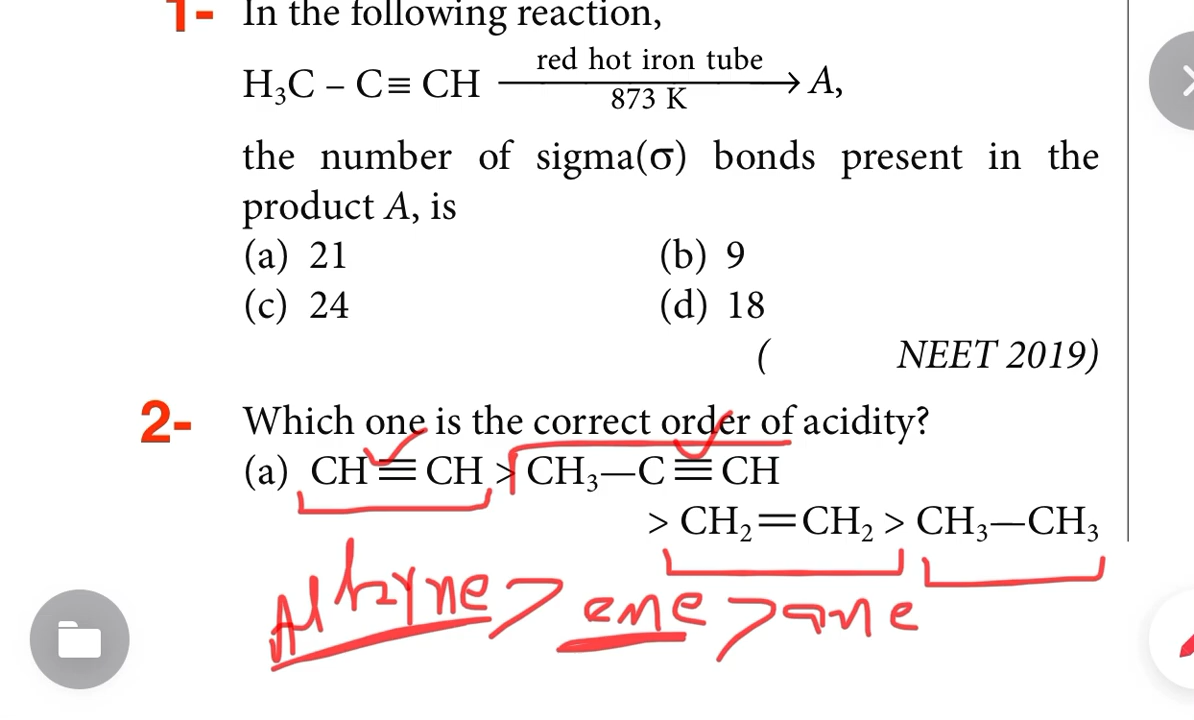 1- In the following reaction,
H₃C – C≡ CH red hot iron tube → A,
873 K
the number of sigma(σ) bonds present in the
product A, is
(a) 21 (b) 9
(c) 24 (d) 18
( NEET 2019)
2- Which one is the correct order of acidity?
(a) CH≡CH > CH₃—C≡CH
> CH₂=CH₂ > CH₃—CH₃
Alkyne > ene > ane